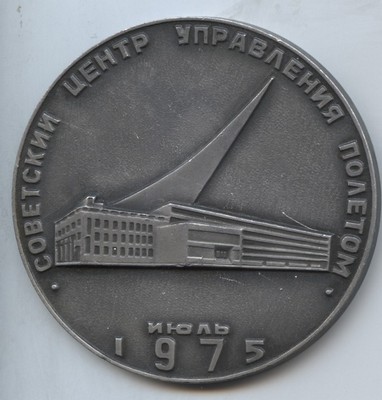 · СОВЕТСКИЙ ЦЕНТР УПРАВЛЕНИЯ ПОЛЕТОМ ·
ИЮЛЬ
1975